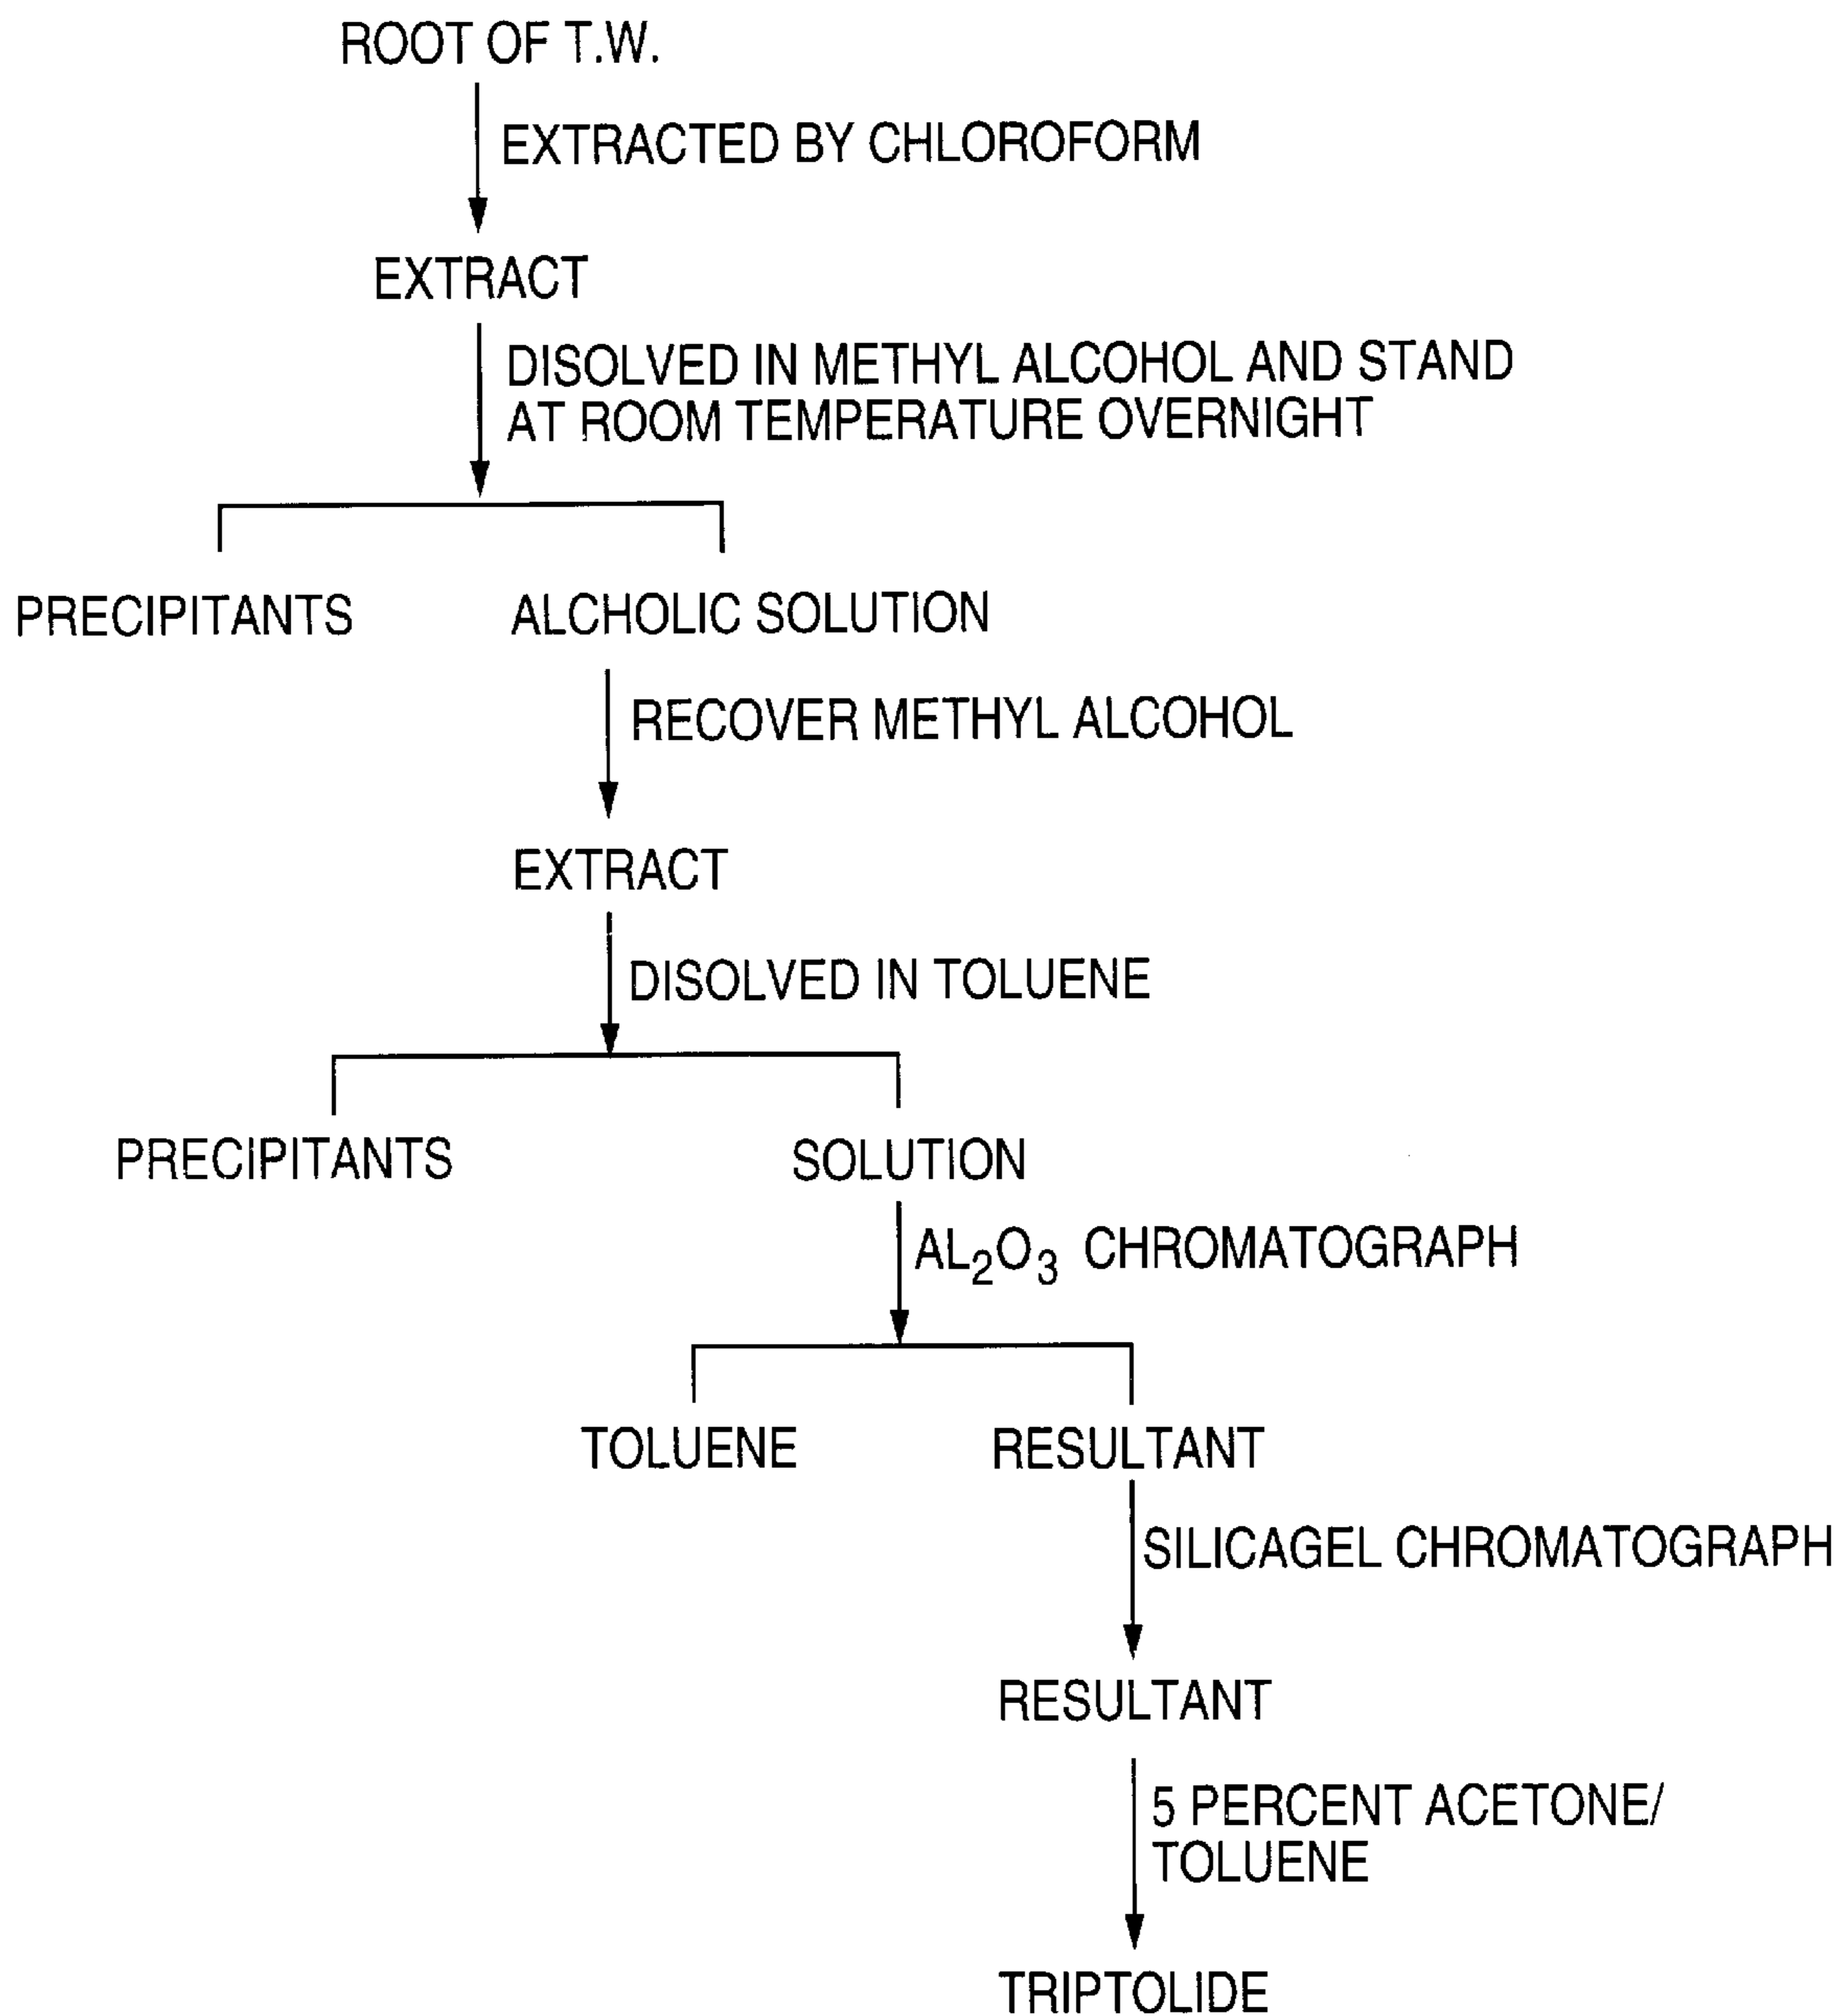 ROOT OF T.W.
EXTRACTED BY CHLOROFORM
EXTRACT
DISOLVED IN METHYL ALCOHOL AND STAND
AT ROOM TEMPERATURE OVERNIGHT
PRECIPITANTS
ALCHOLIC SOLUTION
RECOVER METHYL ALCOHOL
EXTRACT
DISOLVED IN TOLUENE
PRECIPITANTS
SOLUTION
AL₂O₃ CHROMATOGRAPH
TOLUENE
RESULTANT
SILICAGEL CHROMATOGRAPH
RESULTANT
5 PERCENT ACETONE/
TOLUENE
TRIPTOLIDE